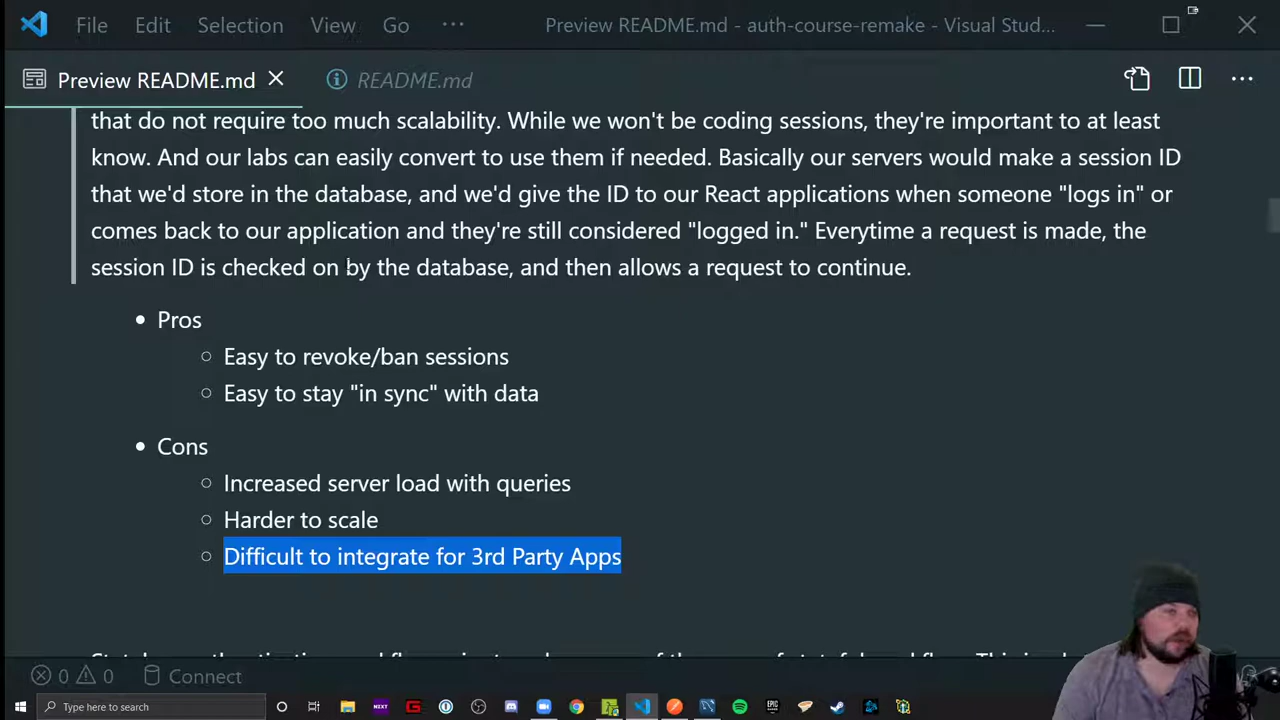 File Edit Selection View Go ··· Preview README.md - auth-course-remake - Visual Stud...
Preview README.md README.md
that do not require too much scalability. While we won't be coding sessions, they're important to at least
know. And our labs can easily convert to use them if needed. Basically our servers would make a session ID
that we'd store in the database, and we'd give the ID to our React applications when someone "logs in" or
comes back to our application and they're still considered "logged in." Everytime a request is made, the
session ID is checked on by the database, and then allows a request to continue.
Pros
Easy to revoke/ban sessions
Easy to stay "in sync" with data
Cons
Increased server load with queries
Harder to scale
Difficult to integrate for 3rd Party Apps
0 0 Connect
Type here to search NEXT EPIC